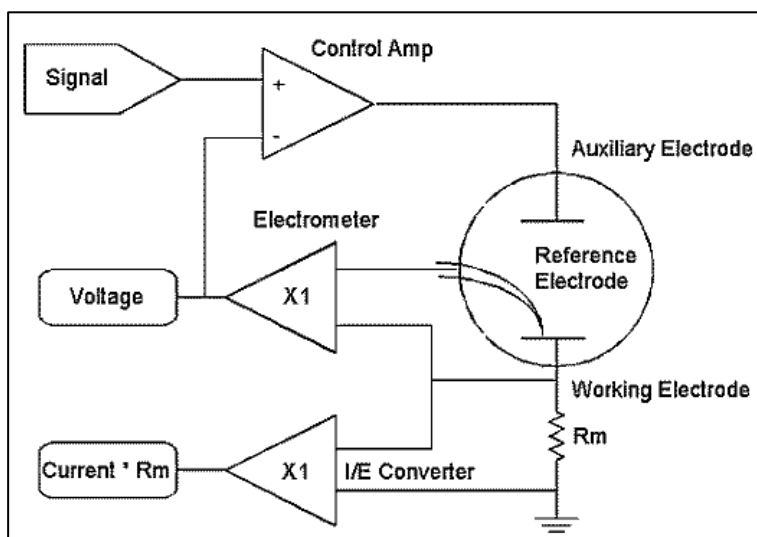 Control Amp
Signal
+
-
Auxiliary Electrode
Electrometer
Reference
Electrode
Voltage
X1
Working Electrode
Rm
Current * Rm
X1
I/E Converter